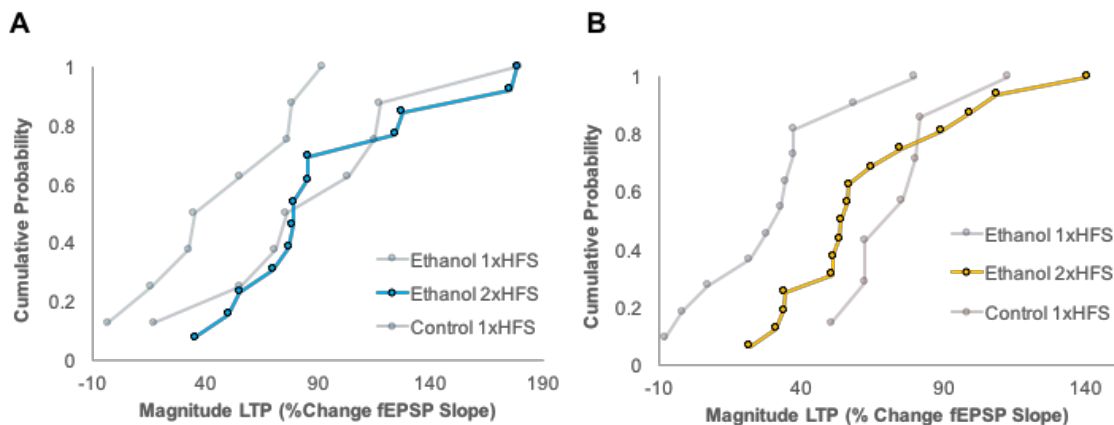 A
1
0.8
0.6
0.4
0.2
0
-10
40
90
140
190
Cumulative Probability
Magnitude LTP (%Change fEPSP Slope)
Ethanol 1xHFS
Ethanol 2xHFS
Control 1xHFS
B
1
0.8
0.6
0.4
0.2
0
-10
40
90
140
Cumulative Probability
Magnitude LTP (% Change fEPSP Slope)
Ethanol 1xHFS
Ethanol 2xHFS
Control 1xHFS